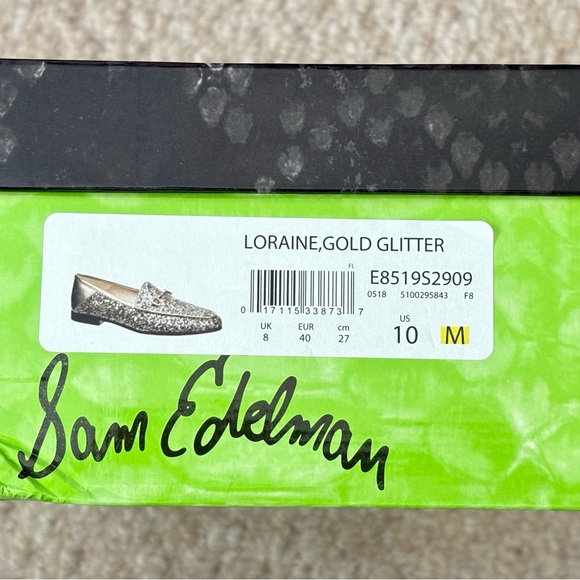 LORAINE,GOLD GLITTER
FL
E8519S2909
0 17115 33873 7
0518 5100295843 F8
UK EUR cm US
8 40 27 10 M
Sam Edelman